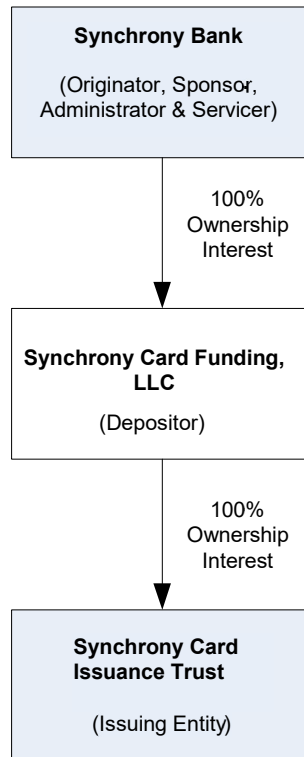 Synchrony Bank
(Originator, Sponsor,
Administrator & Servicer)
100%
Ownership
Interest
Synchrony Card Funding,
LLC
(Depositor)
100%
Ownership
Interest
Synchrony Card
Issuance Trust
(Issuing Entity)